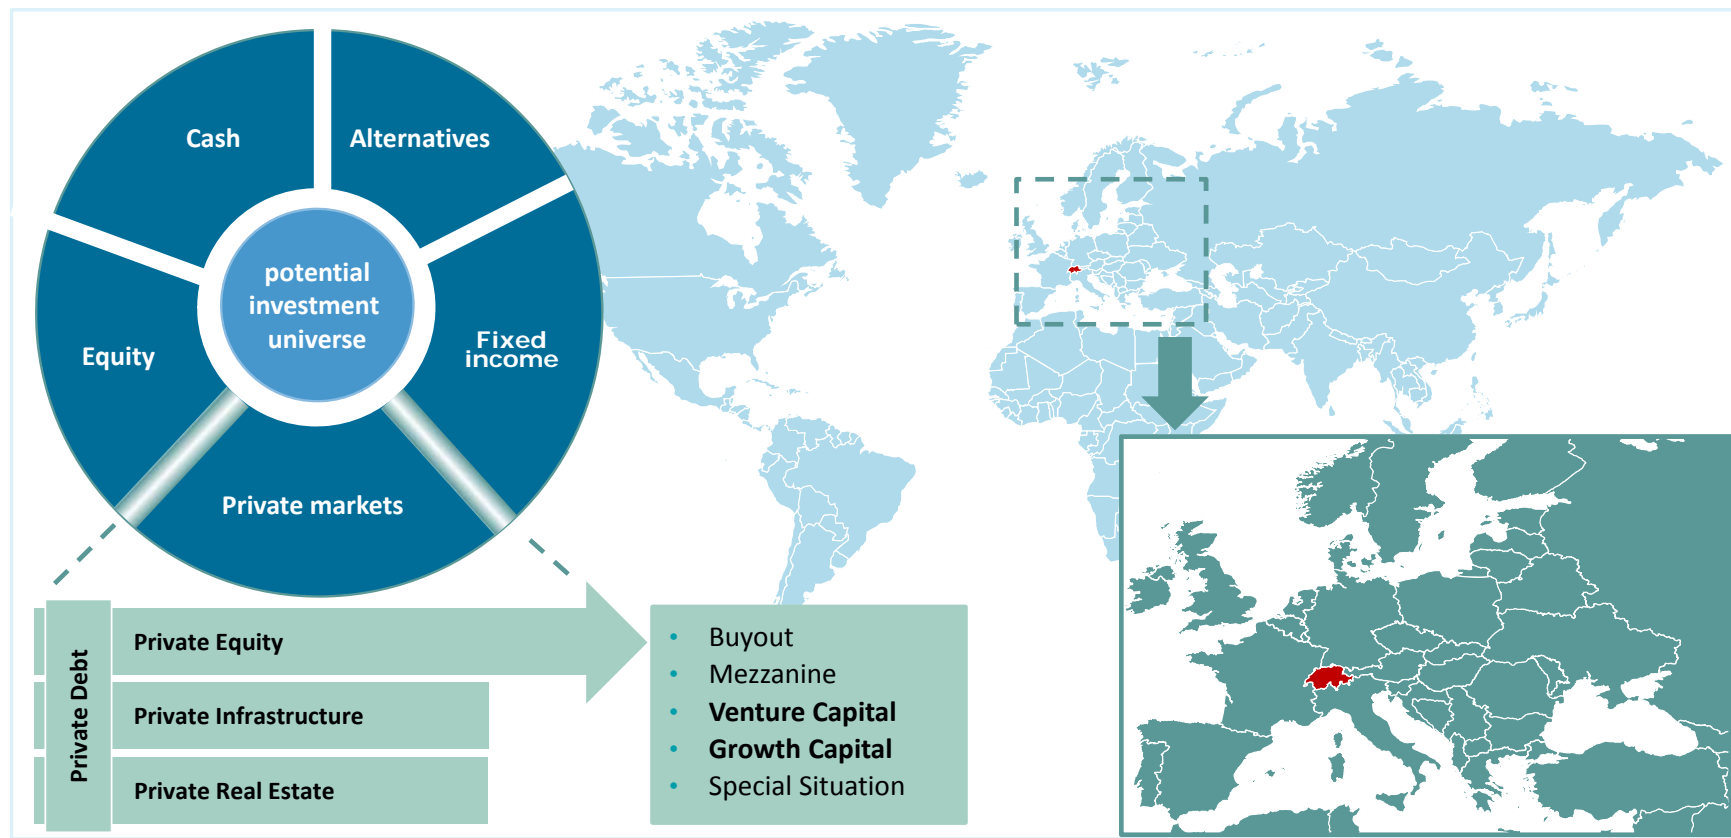 Cash
Alternatives
potential
investment
universe
Equity
Fixed
income
Private markets
Private Debt
Private Equity
Private Infrastructure
Private Real Estate
• Buyout
• Mezzanine
• Venture Capital
• Growth Capital
• Special Situation